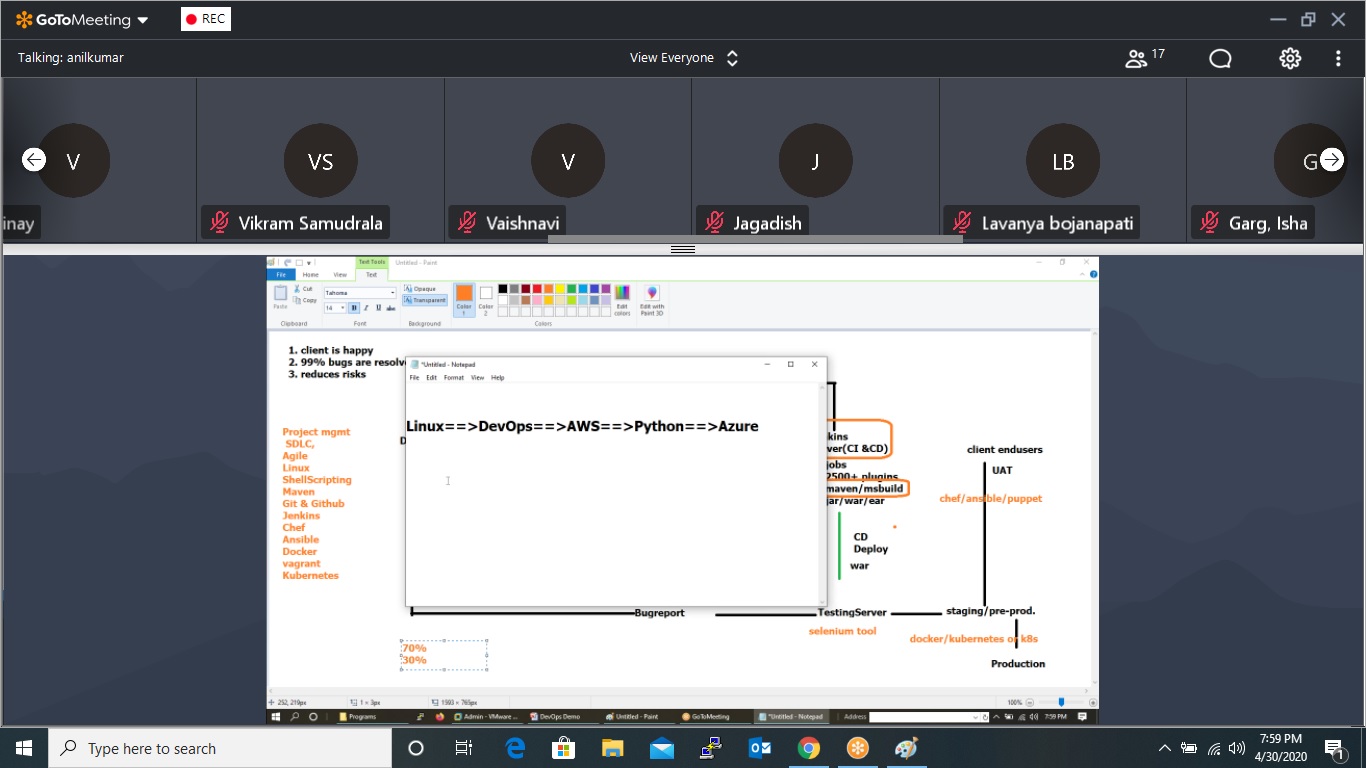 GoToMeeting
REC
Talking: anilkumar
View Everyone
17
V
VS
V
J
LB
G
inay
Vikram Samudrala
Vaishnavi
Jagadish
Lavanya bojanapati
Garg, Isha
Text Tools
Untitled - Paint
File Home View Text
Paste
Cut
Copy
Clipboard
Tahoma
14
B I U abc
Font
Opaque
Transparent
Background
Color 1
Color 2
Edit colors
Edit with Paint 3D
Colors
1. client is happy
2. 99% bugs are resolve
3. reduces risks
Project mgmt
SDLC,
Agile
Linux
ShellScripting
Maven
Git & Github
Jenkins
Chef
Ansible
Docker
vagrant
Kubernetes
D
*Untitled - Notepad
File Edit Format View Help
Linux==>DevOps==>AWS==>Python==>Azure
kins
ver(CI &CD)
jobs
2500+ plugins
maven/msbuild
jar/war/ear
CD
Deploy
war
client endusers
UAT
chef/ansible/puppet
Bugreport
TestingServer
staging/pre-prod.
selenium tool
docker/kubernetes or k8s
Production
70%
30%
252, 219px
1 × 3px
1593 × 765px
100%
Programs
Admin - VMware ...
DevOps Demo
Untitled - Paint
GoToMeeting
*Untitled - Notepad
Address
7:59 PM
Type here to search
7:59 PM
4/30/2020
1